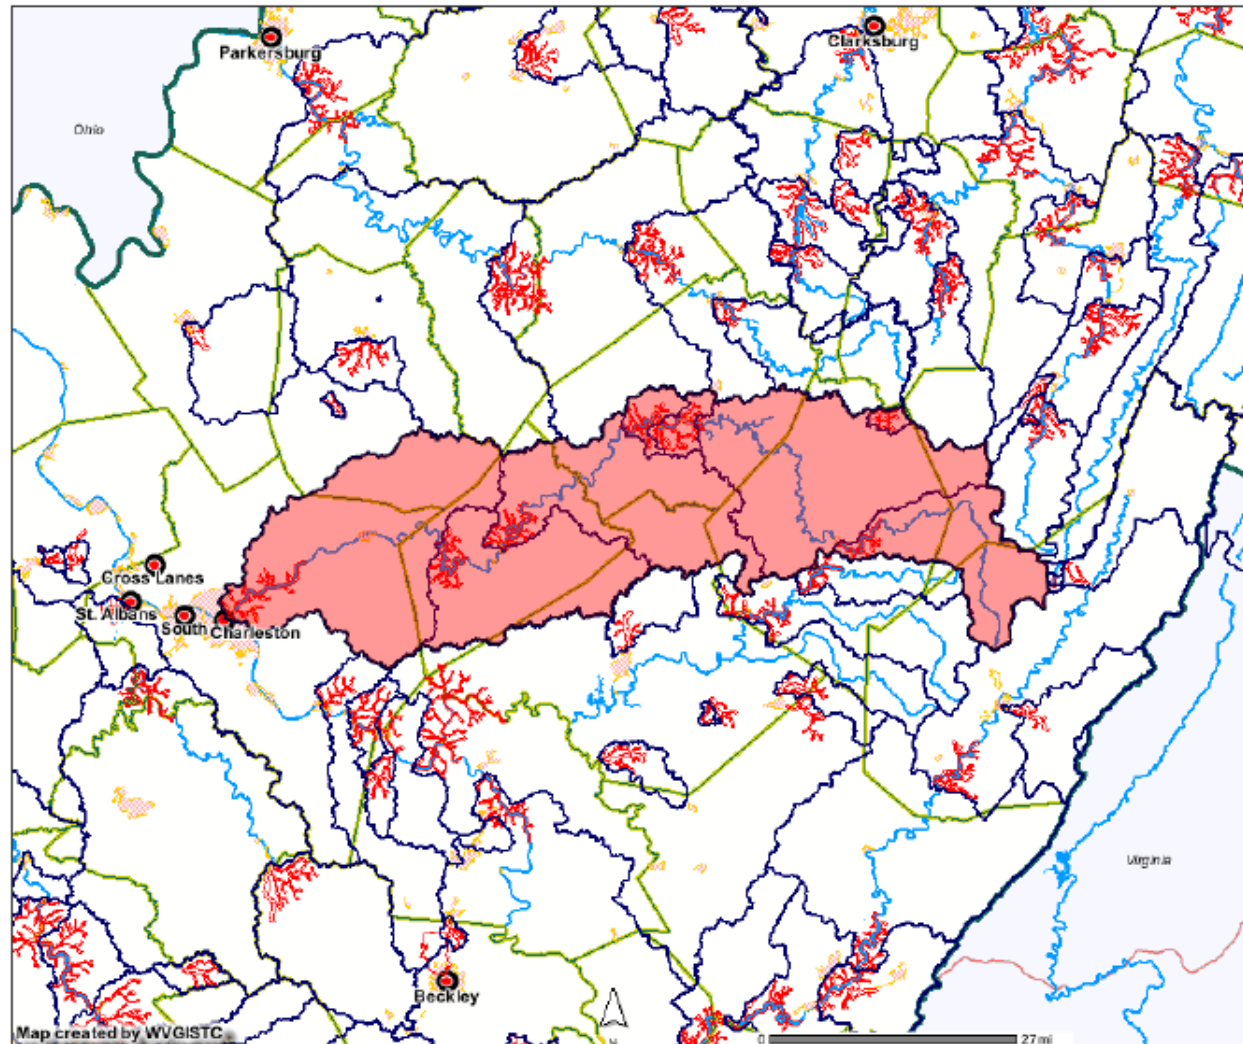 Parkersburg
Clarksburg
Ohio
Cross Lanes
St. Albans
South
Charleston
Virginia
Beckley
Map created by WVGISTC
N
0
27 mi